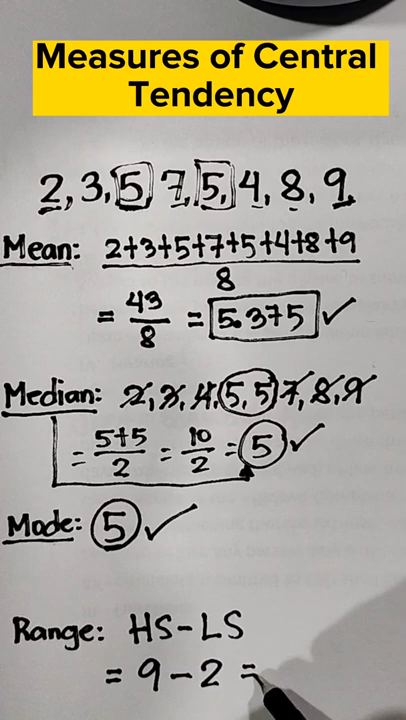 Measures of Central
Tendency
2, 3, 5, 7, 5, 4, 8, 9
Mean: 2+3+5+7+5+4+8+9
8
= 43/8 = 5.375 ✓
Median: 2, 3, 4, 5, 5, 7, 8, 9
= 5+5/2 = 10/2 = 5 ✓
Mode: 5 ✓
Range: HS-LS
= 9-2 =